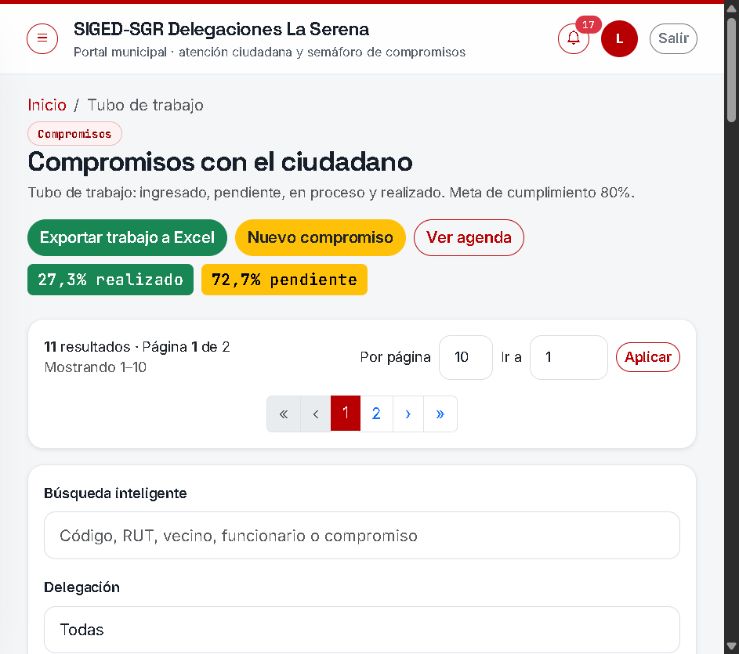 SIGED-SGR Delegaciones La Serena
Portal municipal · atención ciudadana y semáforo de compromisos
17
L
Salir
Inicio / Tubo de trabajo
Compromisos
Compromisos con el ciudadano
Tubo de trabajo: ingresado, pendiente, en proceso y realizado. Meta de cumplimiento 80%.
Exportar trabajo a Excel
Nuevo compromiso
Ver agenda
27,3% realizado
72,7% pendiente
11 resultados · Página 1 de 2
Mostrando 1–10
Por página 10 Ir a 1 Aplicar
« ‹ 1 2 › »
Búsqueda inteligente
Código, RUT, vecino, funcionario o compromiso
Delegación
Todas